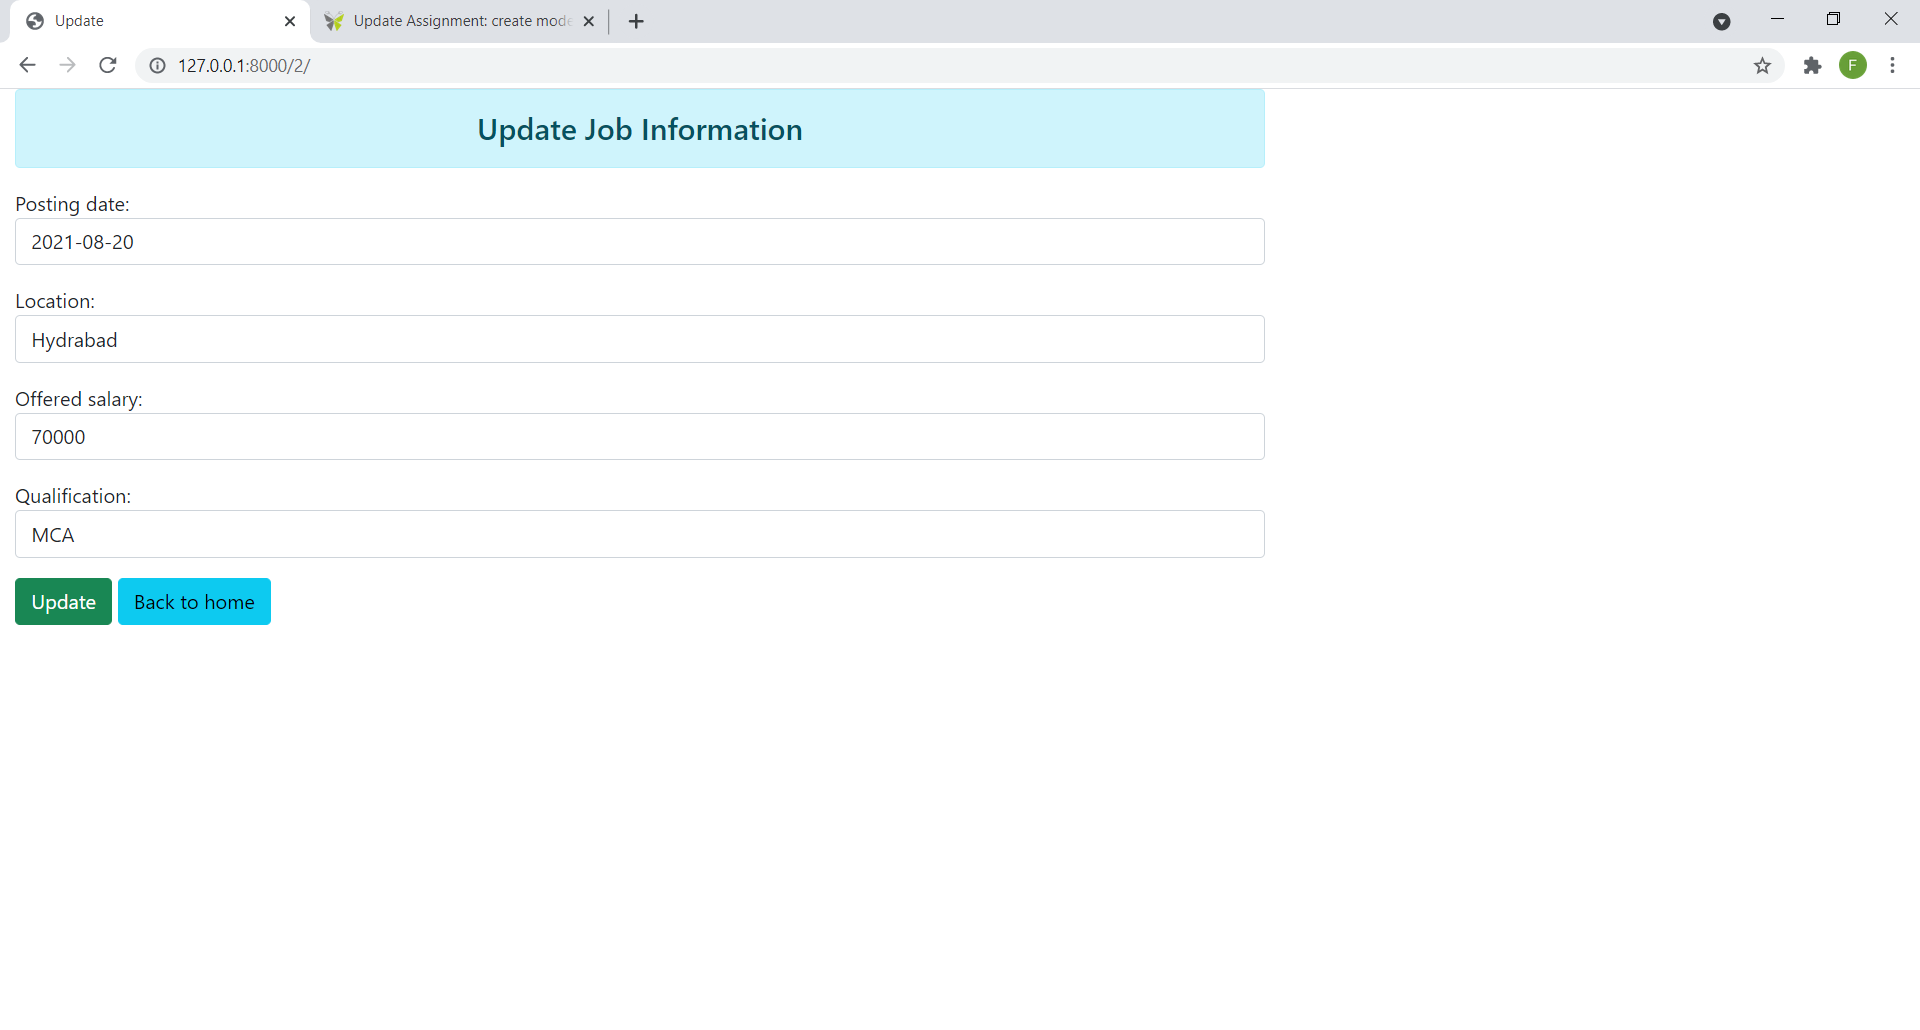 Update
Update Assignment: create mode
F
127.0.0.1:8000/2/
Update Job Information
Posting date:
2021-08-20
Location:
Hydrabad
Offered salary:
70000
Qualification:
MCA
Update Back to home